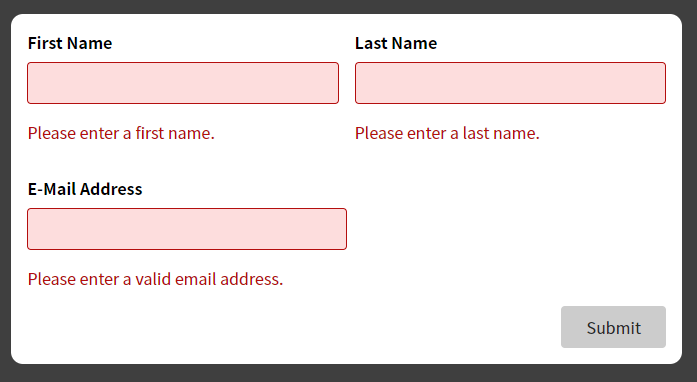 First Name
Last Name
Please enter a first name.
Please enter a last name.
E-Mail Address
Please enter a valid email address.
Submit